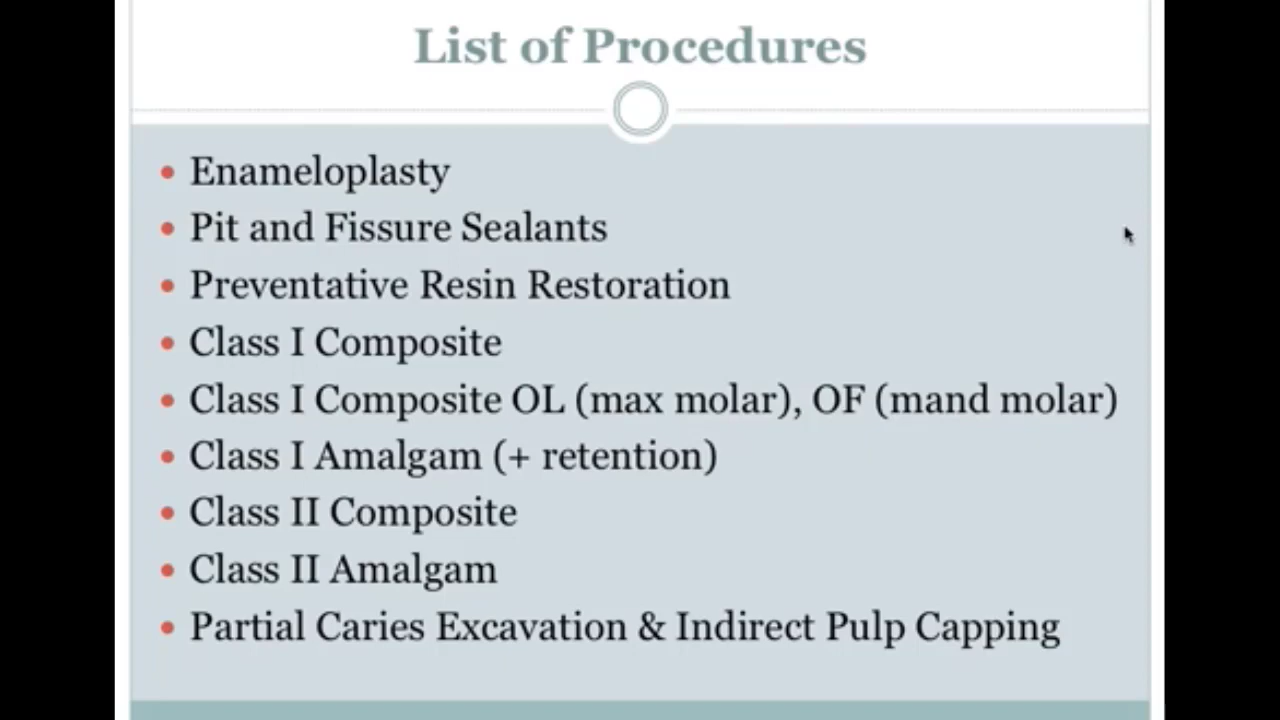 List of Procedures
Enameloplasty
Pit and Fissure Sealants
Preventative Resin Restoration
Class I Composite
Class I Composite OL (max molar), OF (mand molar)
Class I Amalgam (+ retention)
Class II Composite
Class II Amalgam
Partial Caries Excavation & Indirect Pulp Capping